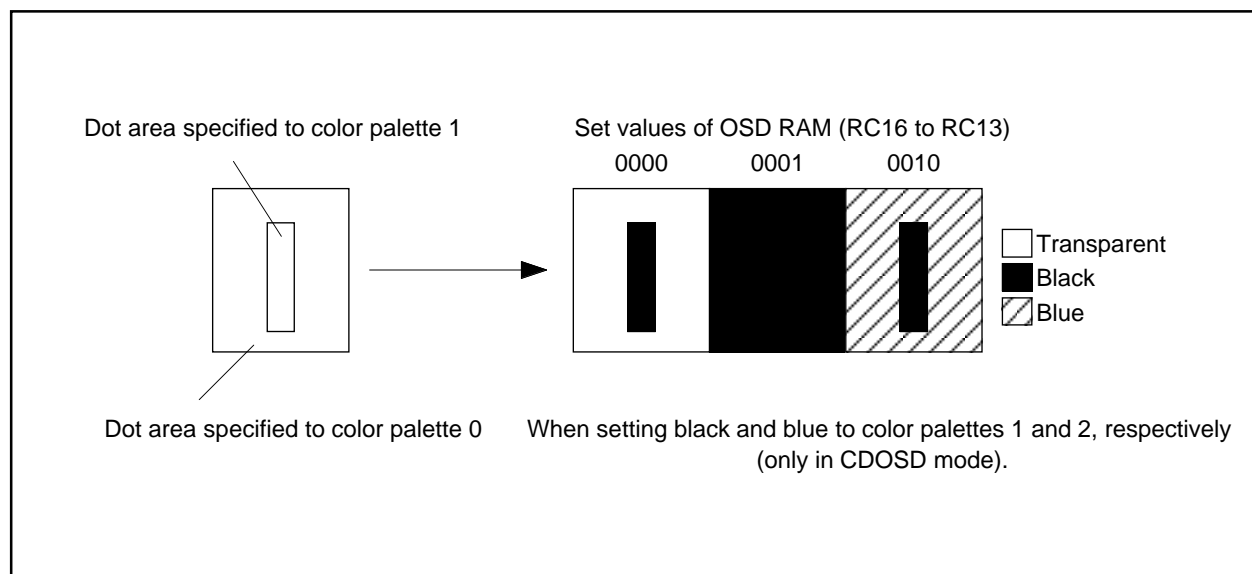 Dot area specified to color palette 1
Set values of OSD RAM (RC16 to RC13)
0000 0001 0010
Transparent
Black
Blue
Dot area specified to color palette 0
When setting black and blue to color palettes 1 and 2, respectively
(only in CDOSD mode).